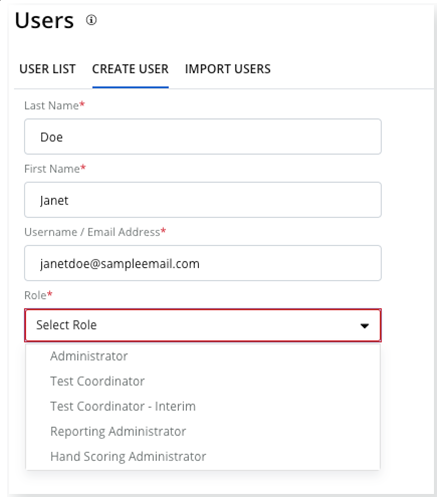 Users
USER LIST CREATE USER IMPORT USERS
Last Name*
Doe
First Name*
Janet
Username / Email Address*
janetdoe@sampleemail.com
Role*
Select Role
Administrator
Test Coordinator
Test Coordinator - Interim
Reporting Administrator
Hand Scoring Administrator